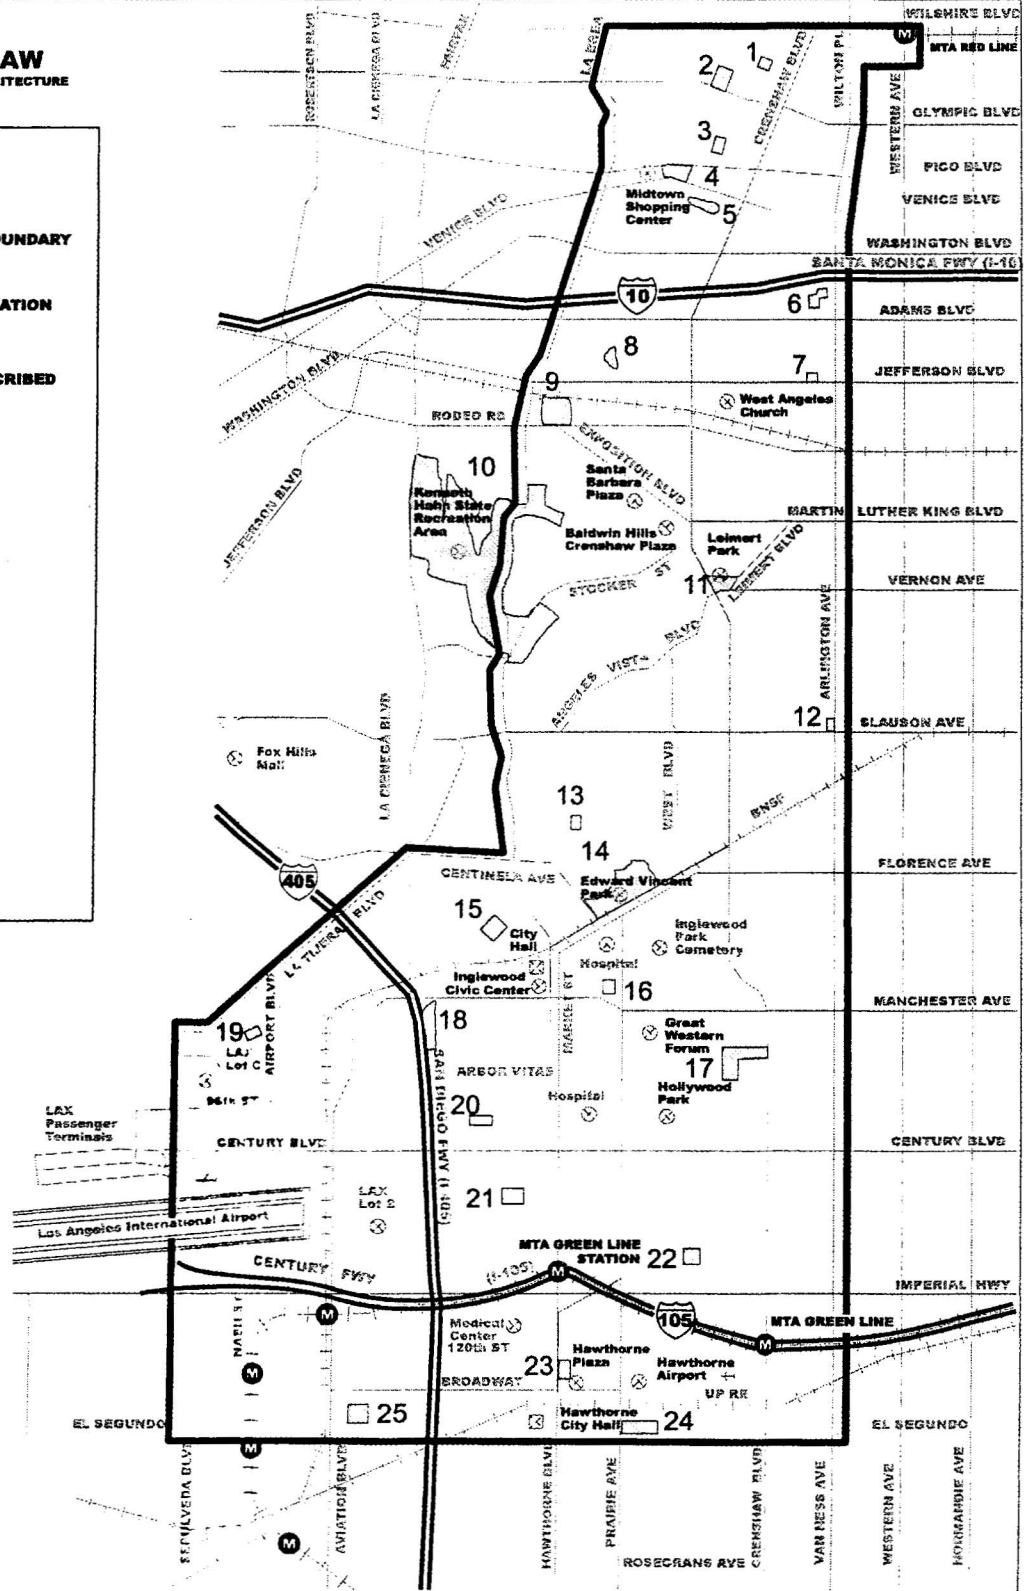 AW
ITECTURE
OUNDARY
ATION
CRIBED
ROBERTSON BLVD
LA CIENEGA BLVD
LA BREA
CRENSHAW BLVD
WILTON PL
WILSHIRE BLVD
M
MTA RED LINE
WESTERN AVE
OLYMPIC BLVD
PICO BLVD
VENICE BLVD
1
2
3
4
5
Midtown
Shopping
Center
VENICE BLVD
WASHINGTON BLVD
SANTA MONICA FWY (I-10)
10
6
ADAMS BLVD
8
7
JEFFERSON BLVD
WASHINGTON BLVD
9
West Angeles
Church
RODEO RD
EXPOSITION BLVD
10
Santa
Barbara
Plaza
Kenneth
Hahn State
Recreation
Area
JEFFERSON BLVD
MARTIN LUTHER KING BLVD
Baldwin Hills
Crenshaw Plaza
Leimert
Park
LEIMERT BLVD
STOCKER ST
11
VERNON AVE
ANGELES VISTA BLVD
ARLINGTON AVE
12
SLAUSON AVE
LA CIENEGA BLVD
Fox Hills
Mall
WEST BLVD
13
BNSF
14
FLORENCE AVE
405
CENTINELA AVE
Edward Vincent
Park
LA TIJERA BLVD
15
City
Hall
Inglewood
Park
Cemetery
Hospital
Inglewood
Civic Center
16
MARKET ST
MANCHESTER AVE
AIRPORT BLVD
18
19
LAX
Lot C
Great
Western
Forum
17
SAN DIEGO FWY (I-405)
ARBOR VITAE
96th ST
Hollywood
Park
Hospital
20
LAX
Passenger
Terminals
CENTURY BLVD
CENTURY BLVD
21
LAX
Lot B
Los Angeles International Airport
MTA GREEN LINE
STATION
22
CENTURY FWY
(I-105)
M
IMPERIAL HWY
M
105
MTA GREEN LINE
M
NASH ST
Medical
Center
120th ST
Hawthorne
Plaza
23
Hawthorne
Airport
M
BROADWAY
UP RR
EL SEGUNDO
25
Hawthorne
City Hall
24
EL SEGUNDO
M
SEPULVEDA BLVD
AVIATION BLVD
HAWTHORNE BLVD
PRAIRIE AVE
CRENSHAW BLVD
VAN NESS AVE
WESTERN AVE
NORMANDIE AVE
M
ROSECRANS AVE